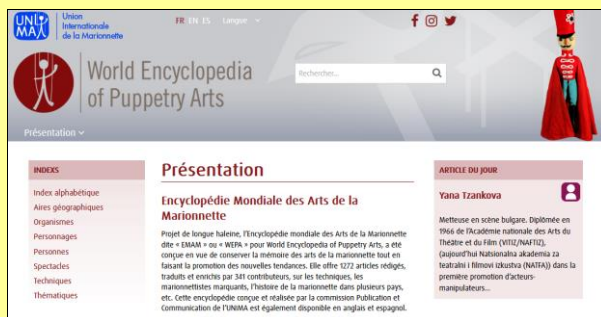 UNIMA
Union
Internationale
de la Marionnette
FR EN ES Langue
World Encyclopedia
of Puppetry Arts
Rechercher...
Présentation
INDEXS
Index alphabétique
Aires géographiques
Organismes
Personnages
Personnes
Spectacles
Techniques
Thématiques
Présentation
Encyclopédie Mondiale des Arts de la
Marionnette
Projet de longue haleine, l'Encyclopédie mondiale des Arts de la Marionnette
dite « EMAM » ou « WEPA » pour World Encyclopedia of Puppetry Arts, a été
conçue en vue de conserver la mémoire des arts de la marionnette tout en
faisant la promotion des nouvelles tendances. Elle offre 1272 articles rédigés,
traduits et enrichis par 341 contributeurs, sur les techniques, les
marionnettistes marquants, l'histoire de la marionnette dans plusieurs pays,
etc. Cette encyclopédie conçue et réalisée par la commission Publication et
Communication de l'UNIMA est également disponible en anglais et espagnol.
ARTICLE DU JOUR
Yana Tzankova
Metteuse en scène bulgare. Diplômée en
1966 de l'Académie nationale des Arts du
Théâtre et du Film (VITIZ/NAFTIZ),
(aujourd'hui Natsionalna akademia za
teatralni i filmovi izkustva (NATFA)) dans la
première promotion d'acteurs-
manipulateurs...